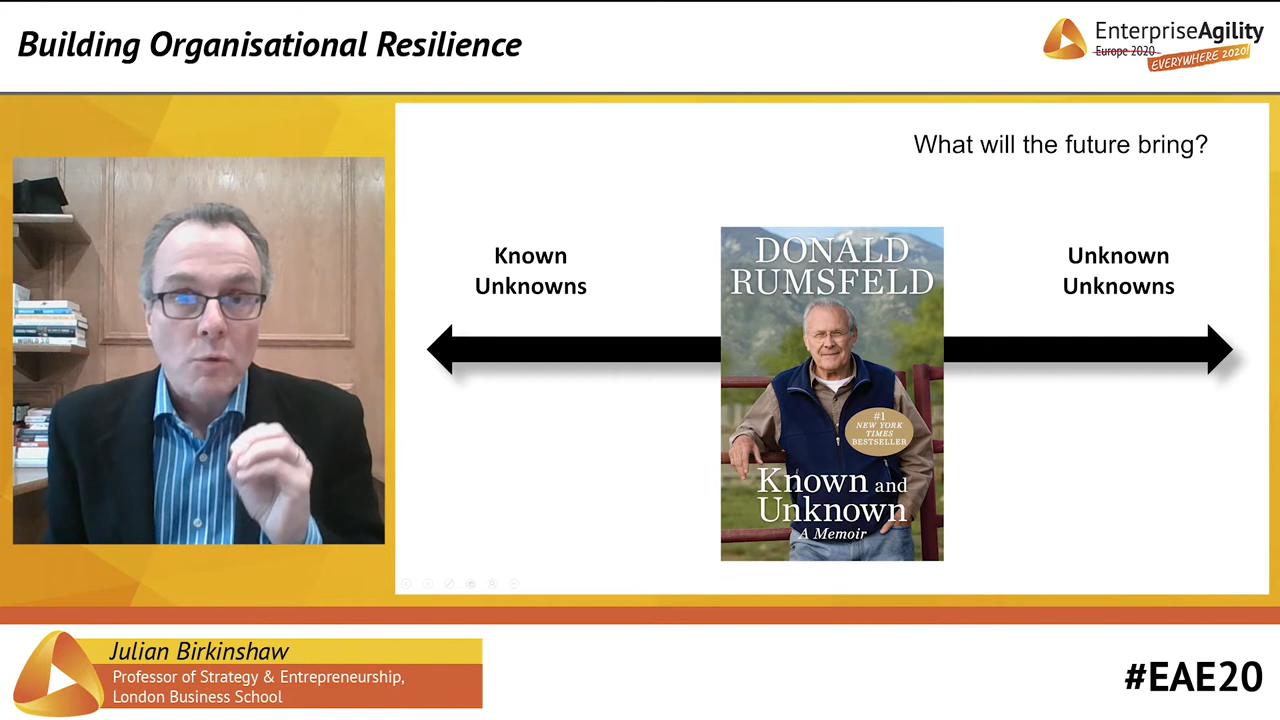 Building Organisational Resilience
EnterpriseAgility
Europe 2020
EVERYWHERE 2020!
What will the future bring?
Known
Unknowns
DONALD
RUMSFELD
#1
NEW YORK
TIMES
BESTSELLER
Known and
Unknown
A Memoir
Unknown
Unknowns
Julian Birkinshaw
Professor of Strategy & Entrepreneurship,
London Business School
#EAE20